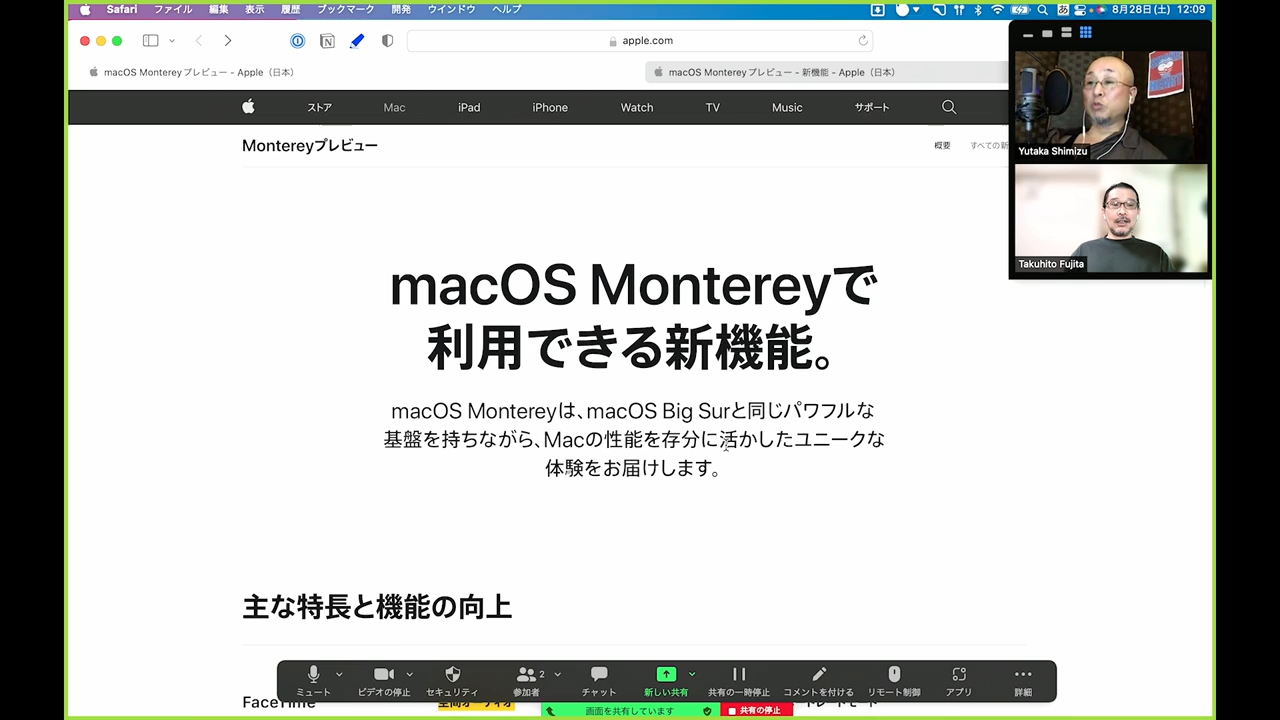 Safari ファイル 編集 表示 履歴 ブックマーク 開発 ウインドウ ヘルプ
あ 8月28日(土) 12:09
apple.com
macOS Montereyプレビュー - Apple（日本）
macOS Montereyプレビュー - 新機能 - Apple（日本）
ストア Mac iPad iPhone Watch TV Music サポート
Montereyプレビュー
概要 すべての新
Yutaka Shimizu
Takuhito Fujita
macOS Montereyで
利用できる新機能。
macOS Montereyは、macOS Big Surと同じパワフルな
基盤を持ちながら、Macの性能を存分に活かしたユニークな
体験をお届けします。
主な特長と機能の向上
2
ミュート ビデオの停止 セキュリティ 参加者 チャット 新しい共有 共有の一時停止 コメントを付ける リモート制御 アプリ 詳細
FaceTime
画面を共有しています 共有の停止